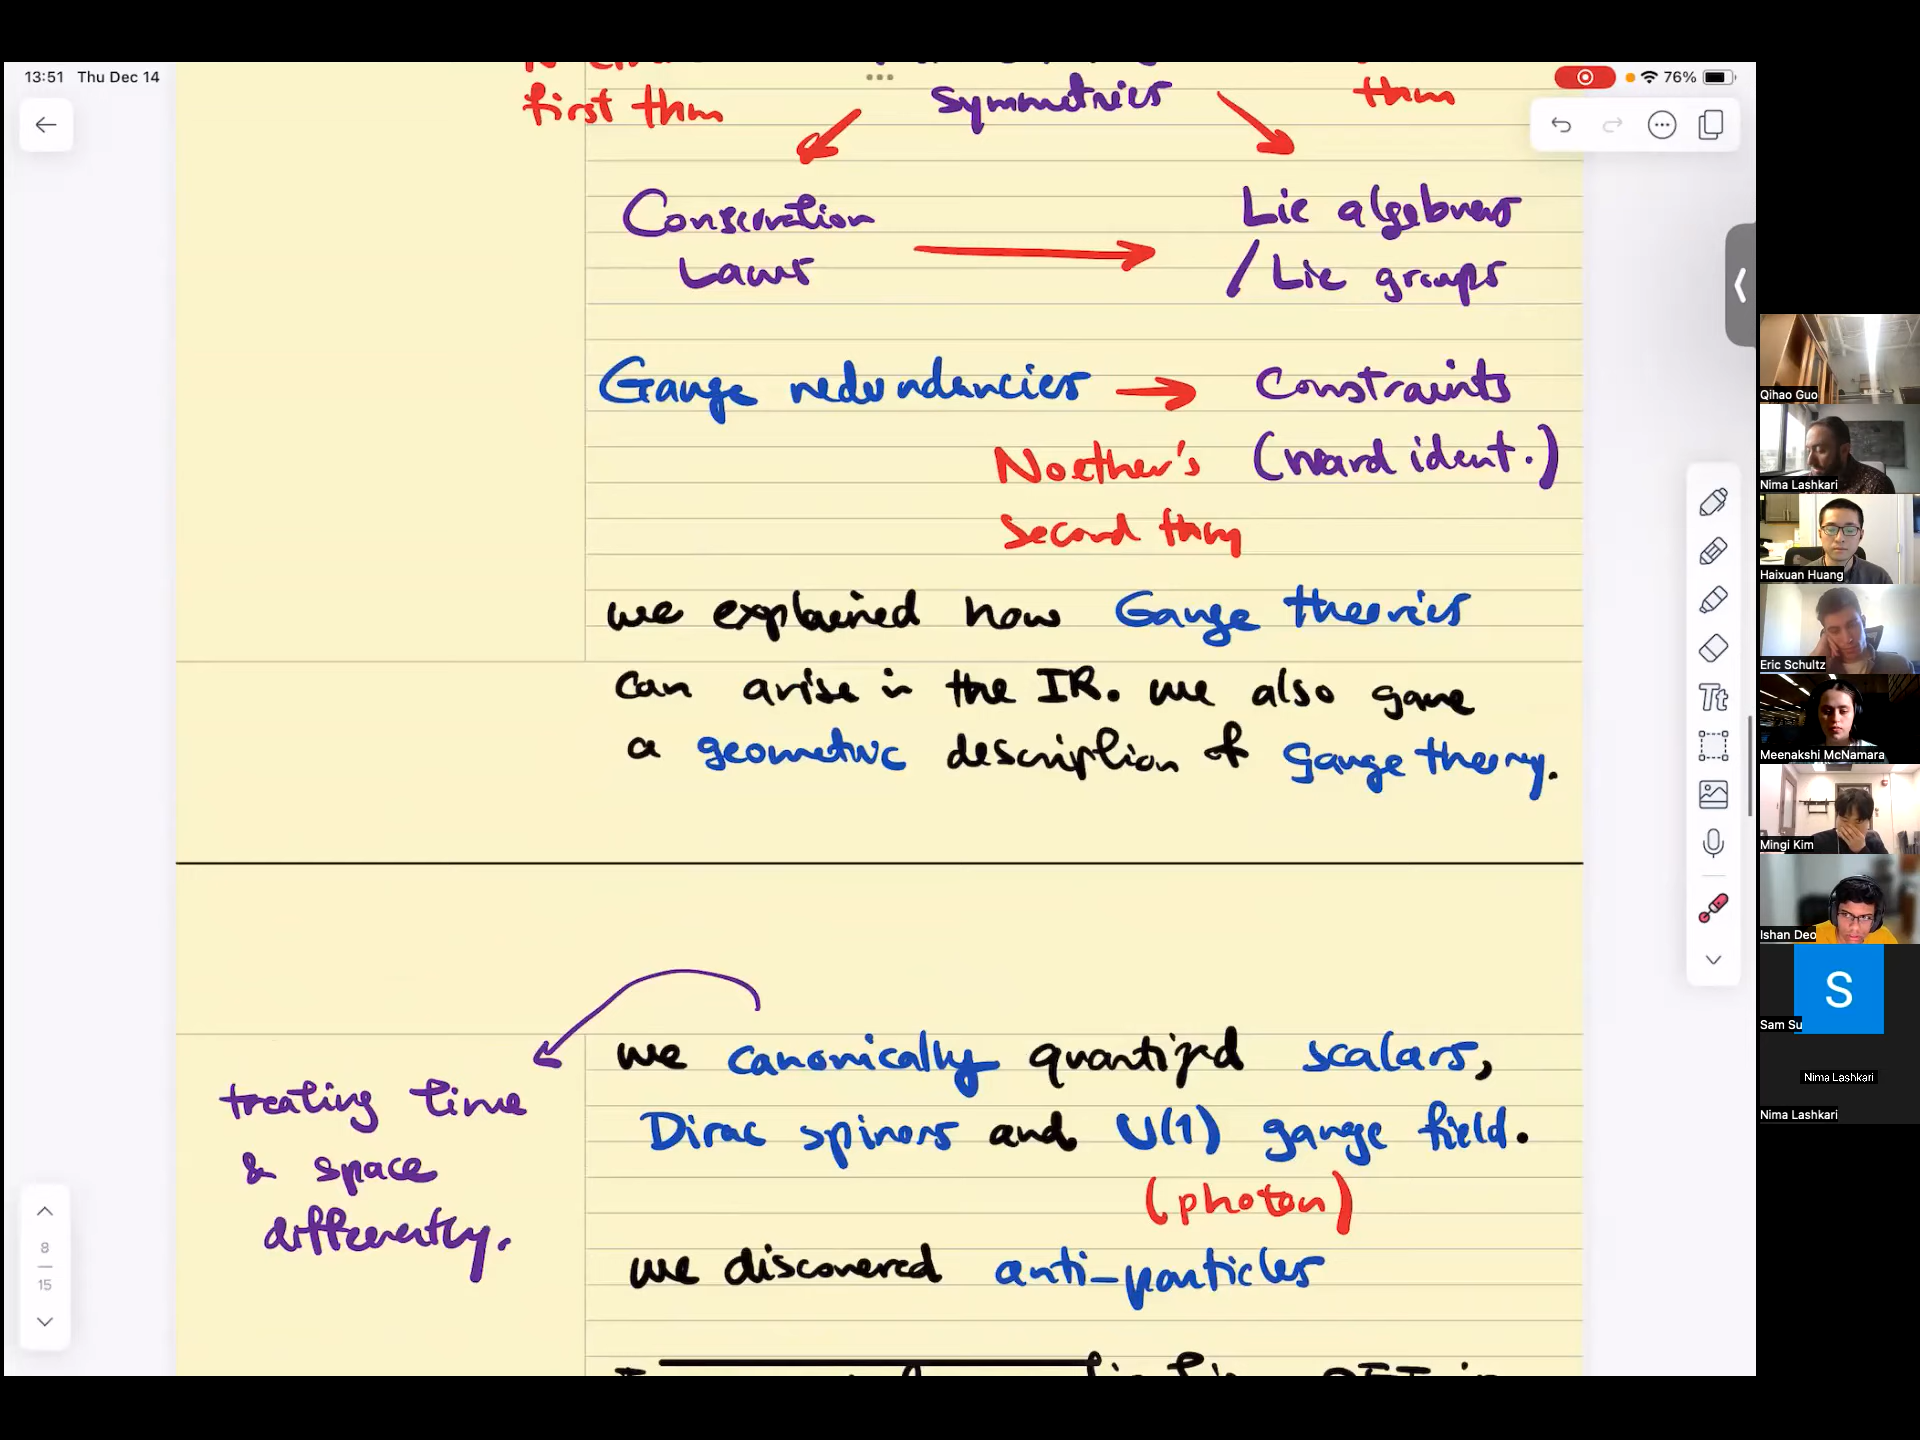 13:51 Thu Dec 14
76%
first thm
symmetries
thm
Conservation
Laws
Lie algebras
/ Lie groups
Gauge redundancies → Constraints
Noether's (ward ident.)
Second thm
we explained how Gauge theories
can arise in the IR. we also gave
a geometric description of gauge theory.
we canonically quantized scalars,
Dirac spinors and U(1) gauge field.
(photon)
we discovered anti-particles
treating time
& space
differently.
8
15
Tt
Qihao Guo
Nima Lashkari
Haixuan Huang
Eric Schultz
Meenakshi McNamara
Mingi Kim
Ishan Deo
S
Sam Su
Nima Lashkari
Nima Lashkari